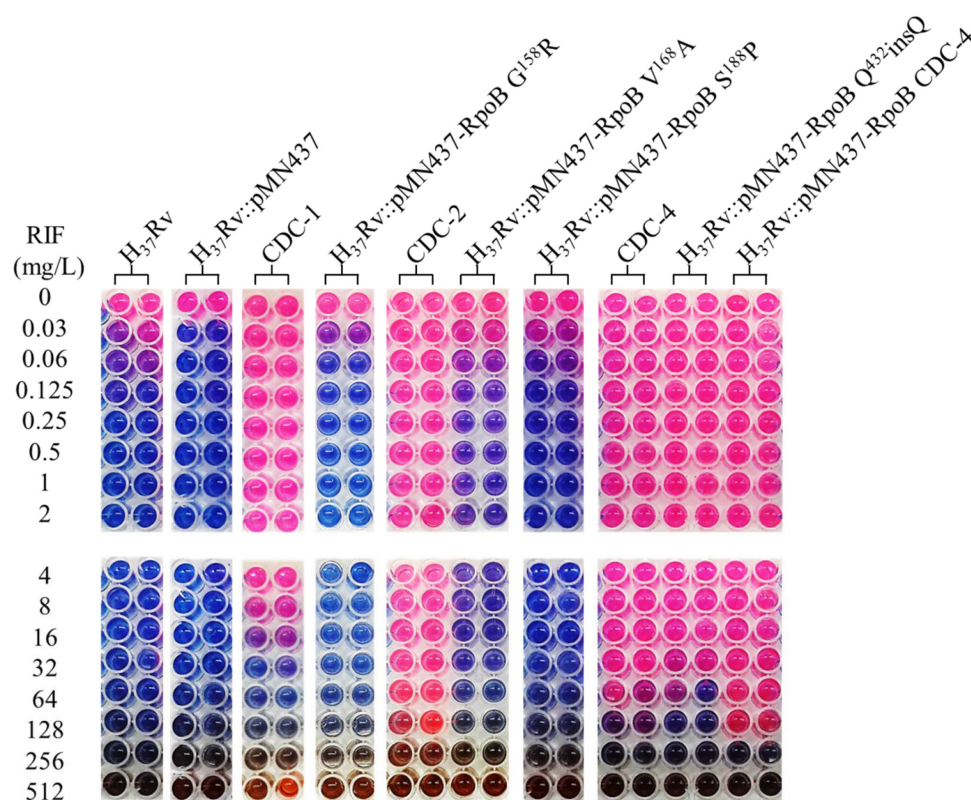 H37Rv
H37Rv::pMN437
CDC-1
H37Rv::pMN437-RpoB G158R
CDC-2
H37Rv::pMN437-RpoB V168A
H37Rv::pMN437-RpoB S188P
CDC-4
H37Rv::pMN437-RpoB Q432insQ
H37Rv::pMN437-RpoB CDC-4
RIF
(mg/L)
0
0.03
0.06
0.125
0.25
0.5
1
2
4
8
16
32
64
128
256
512